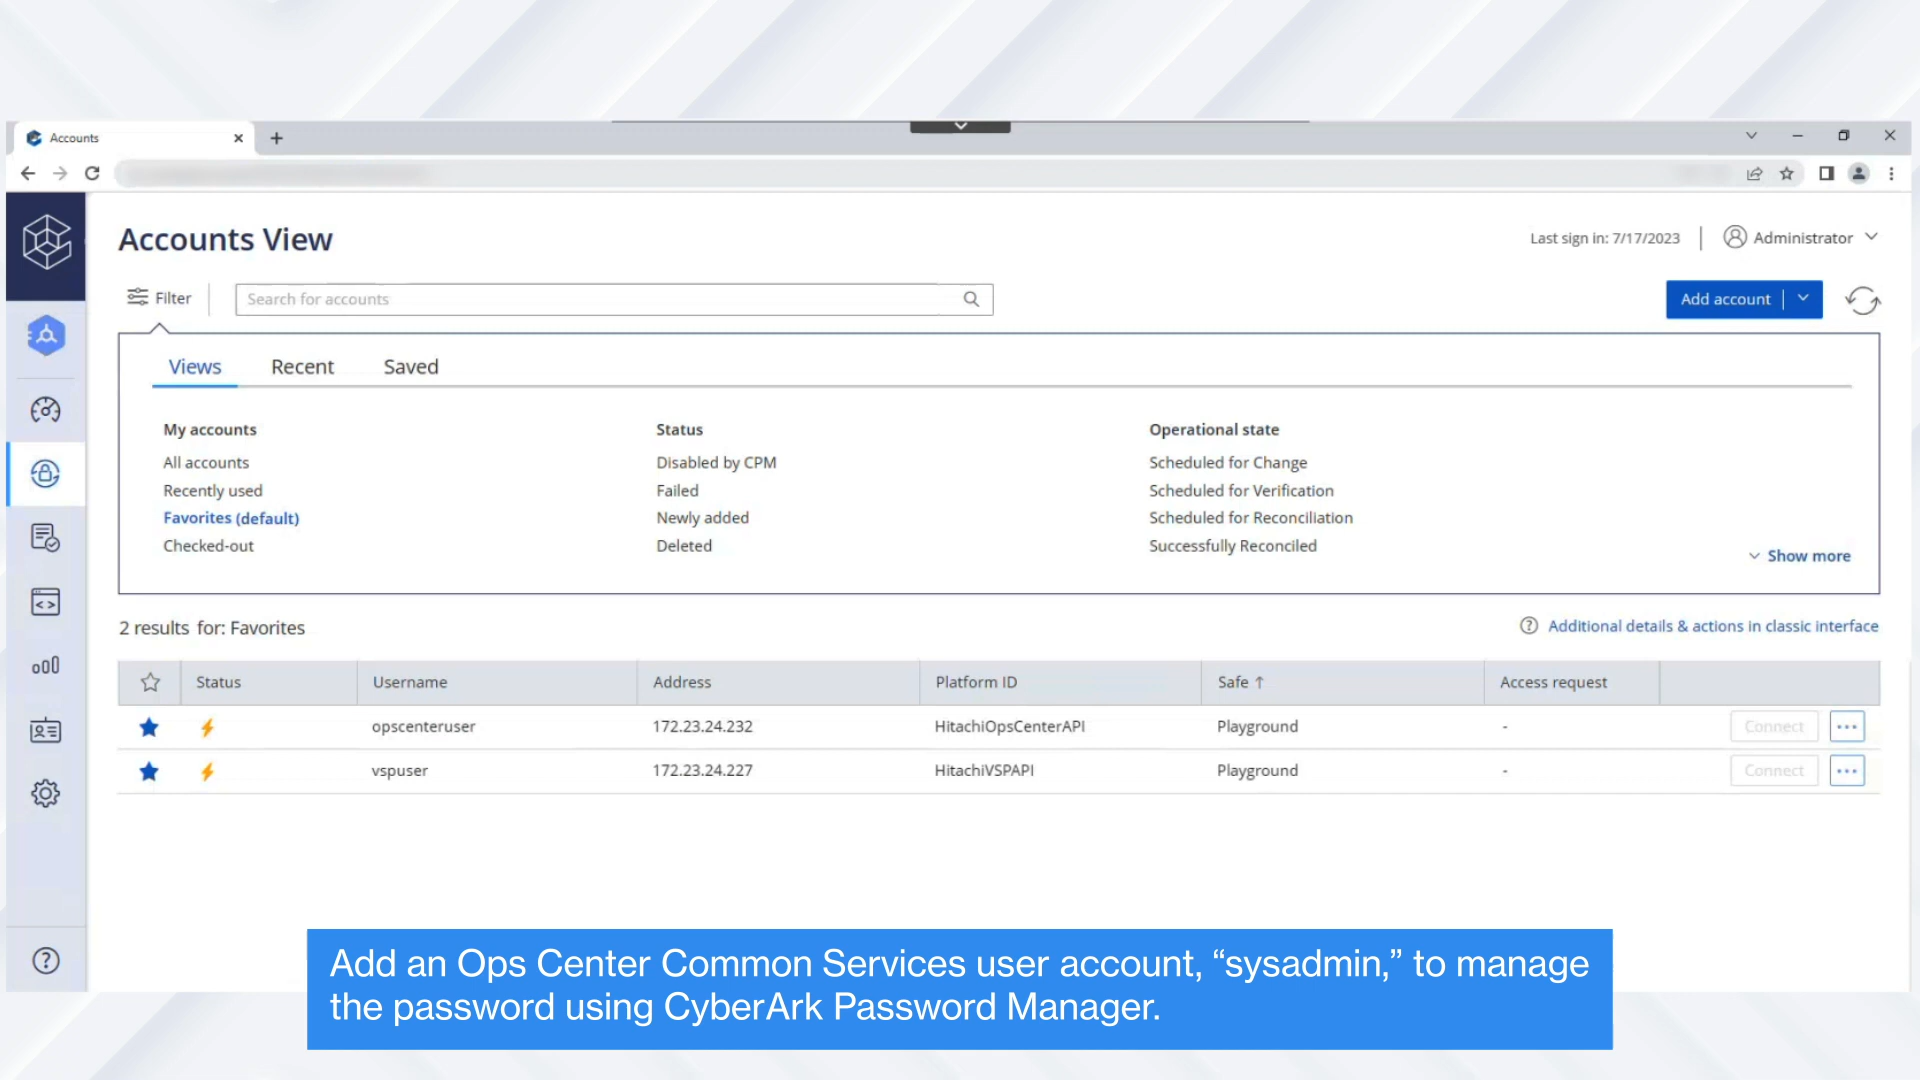 Accounts
Accounts View
Last sign in: 7/17/2023
Administrator
Filter
Search for accounts
Add account
Views Recent Saved
My accounts Status Operational state
All accounts Disabled by CPM Scheduled for Change
Recently used Failed Scheduled for Verification
Favorites (default) Newly added Scheduled for Reconciliation
Checked-out Deleted Successfully Reconciled
Show more
2 results for: Favorites
Additional details & actions in classic interface
Status Username Address Platform ID Safe ↑ Access request
opscenteruser 172.23.24.232 HitachiOpsCenterAPI Playground - Connect ...
vspuser 172.23.24.227 HitachiVSPAPI Playground - Connect ...
Add an Ops Center Common Services user account, “sysadmin,” to manage
the password using CyberArk Password Manager.